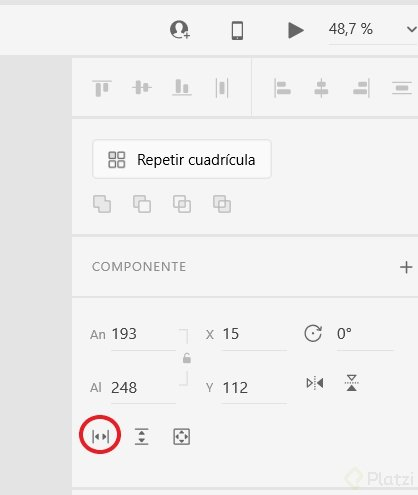 48,7 %
Repetir cuadrícula
COMPONENTE
An 193 X 15 0°
Al 248 Y 112
Platzi